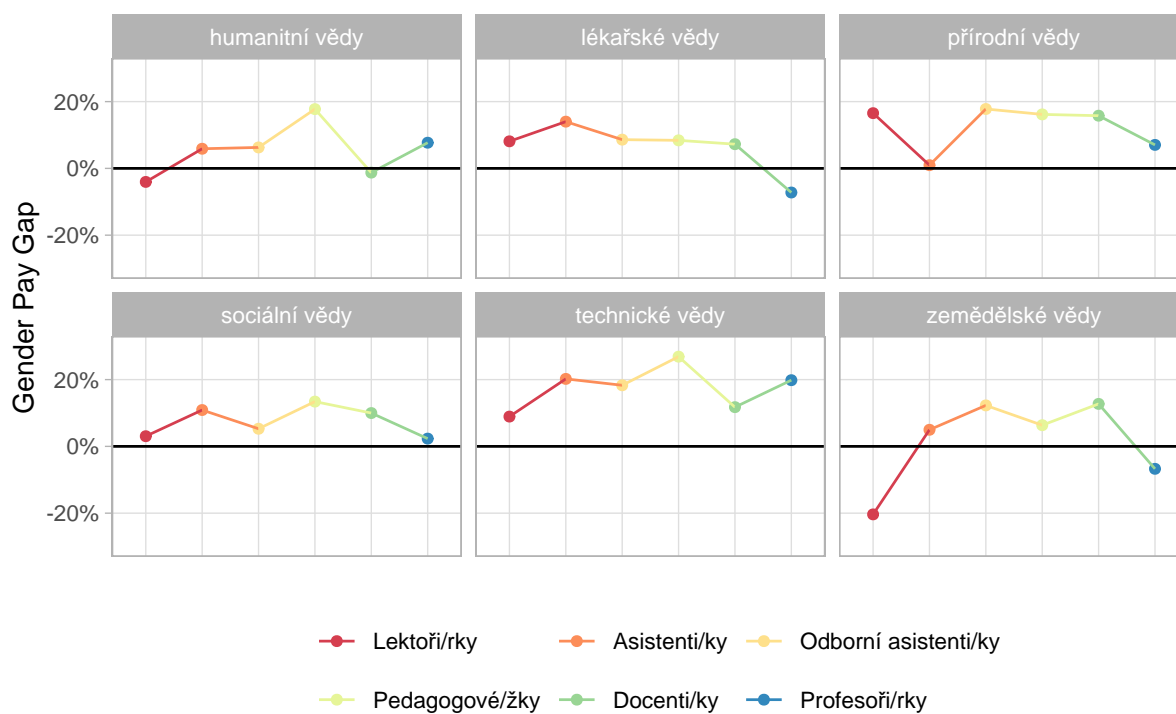 humanitní vědy lékařské vědy přírodní vědy
20%
0%
-20%
Gender Pay Gap
sociální vědy technické vědy zemědělské vědy
20%
0%
-20%
Lektoři/rky Asistenti/ky Odborní asistenti/ky
Pedagogové/žky Docenti/ky Profesoři/rky